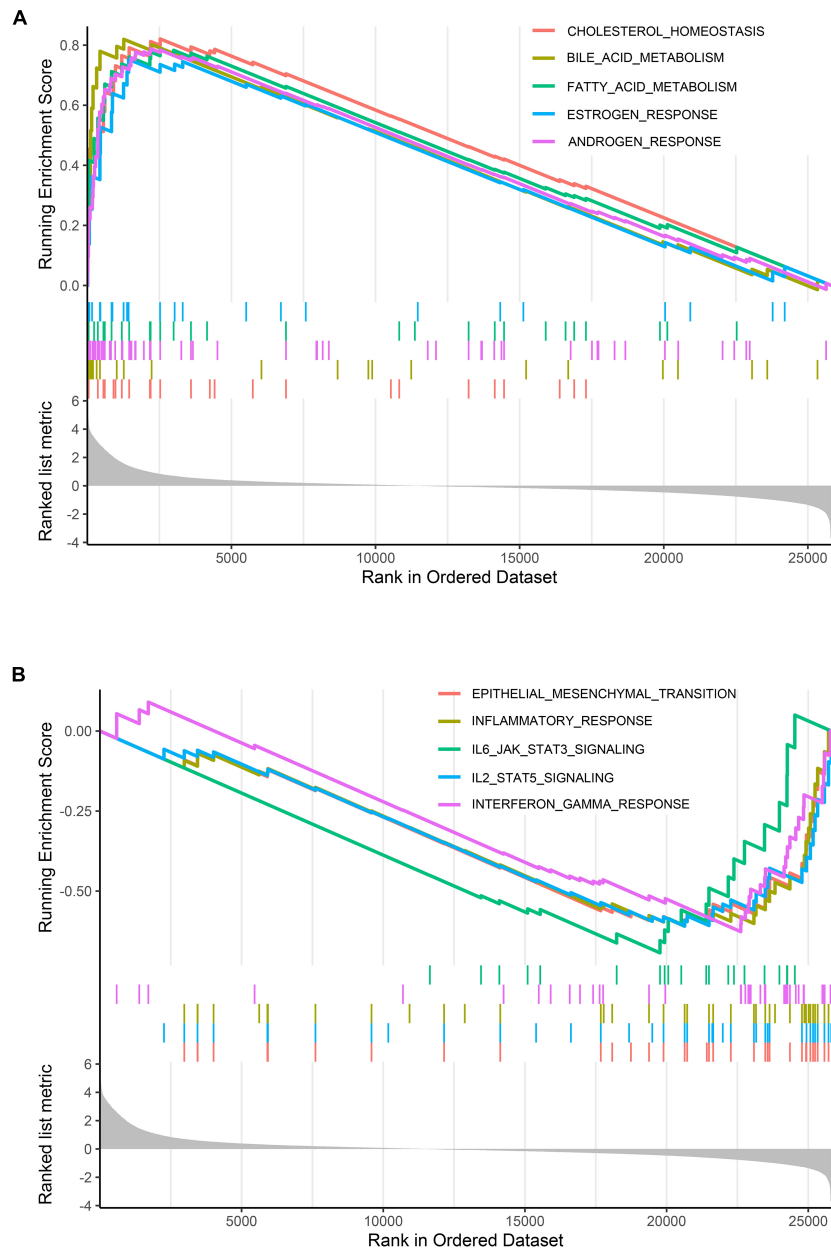 A
CHOLESTEROL_HOMEOSTASIS
BILE_ACID_METABOLISM
FATTY_ACID_METABOLISM
ESTROGEN_RESPONSE
ANDROGEN_RESPONSE
Running Enrichment Score
0.8
0.6
0.4
0.2
0.0
Ranked list metric
6
4
2
0
-2
-4
5000 10000 15000 20000 25000
Rank in Ordered Dataset
B
EPITHELIAL_MESENCHYMAL_TRANSITION
INFLAMMATORY_RESPONSE
IL6_JAK_STAT3_SIGNALING
IL2_STAT5_SIGNALING
INTERFERON_GAMMA_RESPONSE
Running Enrichment Score
0.00
-0.25
-0.50
Ranked list metric
6
4
2
0
-2
-4
5000 10000 15000 20000 25000
Rank in Ordered Dataset